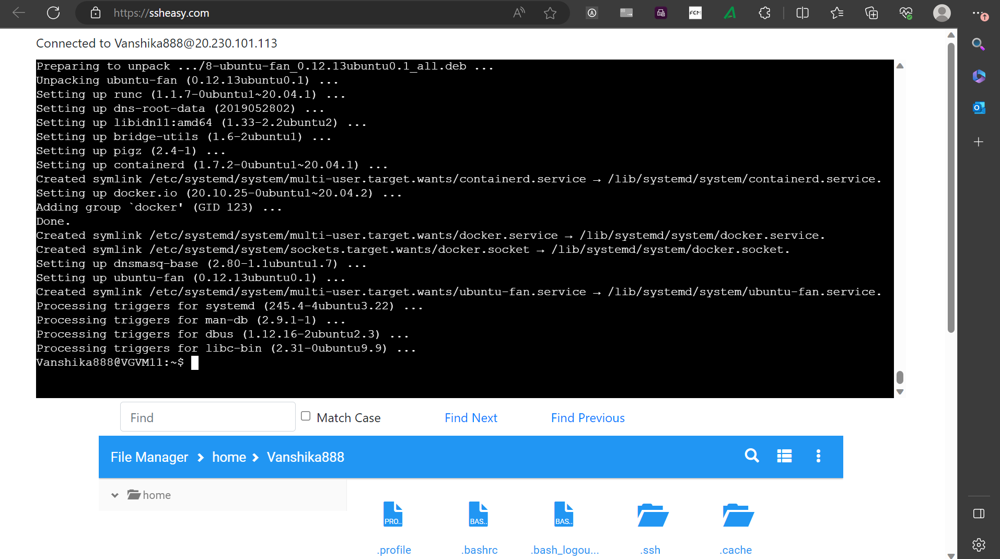 https://ssheasy.com
FCM
Connected to Vanshika888@20.230.101.113
Preparing to unpack .../8-ubuntu-fan_0.12.13ubuntu0.1_all.deb ...
Unpacking ubuntu-fan (0.12.13ubuntu0.1) ...
Setting up runc (1.1.7-0ubuntu1~20.04.1) ...
Setting up dns-root-data (2019052802) ...
Setting up libidn11:amd64 (1.33-2.2ubuntu2) ...
Setting up bridge-utils (1.6-2ubuntu1) ...
Setting up pigz (2.4-1) ...
Setting up containerd (1.7.2-0ubuntu1~20.04.1) ...
Created symlink /etc/systemd/system/multi-user.target.wants/containerd.service → /lib/systemd/system/containerd.service.
Setting up docker.io (20.10.25-0ubuntu1~20.04.2) ...
Adding group `docker' (GID 123) ...
Done.
Created symlink /etc/systemd/system/multi-user.target.wants/docker.service → /lib/systemd/system/docker.service.
Created symlink /etc/systemd/system/sockets.target.wants/docker.socket → /lib/systemd/system/docker.socket.
Setting up dnsmasq-base (2.80-1.1ubuntu1.7) ...
Setting up ubuntu-fan (0.12.13ubuntu0.1) ...
Created symlink /etc/systemd/system/multi-user.target.wants/ubuntu-fan.service → /lib/systemd/system/ubuntu-fan.service.
Processing triggers for systemd (245.4-4ubuntu3.22) ...
Processing triggers for man-db (2.9.1-1) ...
Processing triggers for dbus (1.12.16-2ubuntu2.3) ...
Processing triggers for libc-bin (2.31-0ubuntu9.9) ...
Vanshika888@VGVM11:~$
Find Match Case Find Next Find Previous
File Manager > home > Vanshika888
home
PRO.. BAS.. BAS..
.profile .bashrc .bash_logou... .ssh .cache